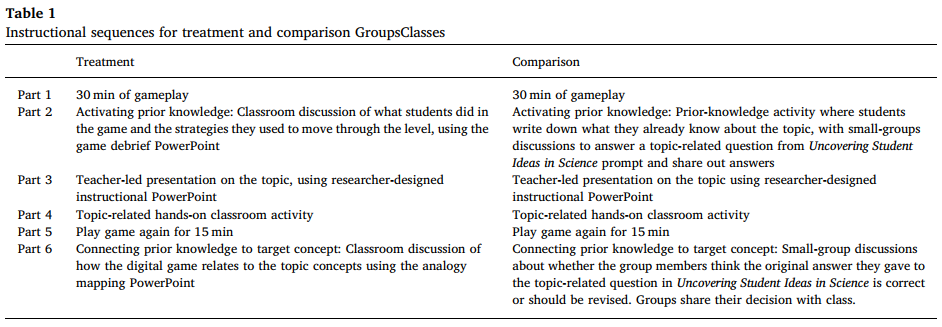 Table 1
Instructional sequences for treatment and comparison GroupsClasses
Treatment Comparison
Part 1 30 min of gameplay 30 min of gameplay
Part 2 Activating prior knowledge: Classroom discussion of what students did in Activating prior knowledge: Prior-knowledge activity where students
the game and the strategies they used to move through the level, using the write down what they already know about the topic, with small-groups
game debrief PowerPoint discussions to answer a topic-related question from Uncovering Student
Ideas in Science prompt and share out answers
Part 3 Teacher-led presentation on the topic, using researcher-designed Teacher-led presentation on the topic using researcher-designed
instructional PowerPoint instructional PowerPoint
Part 4 Topic-related hands-on classroom activity Topic-related hands-on classroom activity
Part 5 Play game again for 15 min Play game again for 15 min
Part 6 Connecting prior knowledge to target concept: Classroom discussion of Connecting prior knowledge to target concept: Small-group discussions
how the digital game relates to the topic concepts using the analogy about whether the group members think the original answer they gave to
mapping PowerPoint the topic-related question in Uncovering Student Ideas in Science is correct
or should be revised. Groups share their decision with class.